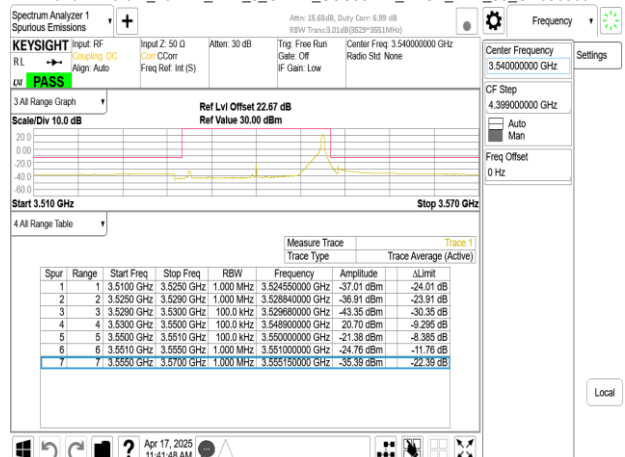 Spectrum Analyzer 1
Spurious Emissions
Attn: 15.68dB, Duty Corr: 6.99 dB
RBW Trans:3.01dB(3529~3551MHz)
Frequency
KEYSIGHT
RL
LXI
PASS
Input: RF
Coupling: DC
Align: Auto
Input Z: 50 Ω
Corr CCorr
Freq Ref: Int (S)
Atten: 30 dB
Trig: Free Run
Gate: Off
IF Gain: Low
Center Freq: 3.540000000 GHz
Radio Std: None
Center Frequency
3.540000000 GHz
Settings
CF Step
4.399000000 GHz
Auto
Man
Freq Offset
0 Hz
3 All Range Graph
Scale/Div 10.0 dB
Ref Lvl Offset 22.67 dB
Ref Value 30.00 dBm
20.0
0.00
-20.0
-40.0
-60.0
Start 3.510 GHz
Stop 3.570 GHz
4 All Range Table
Measure Trace Trace 1
Trace Type Trace Average (Active)
Spur Range Start Freq Stop Freq RBW Frequency Amplitude ΔLimit
1 1 3.5100 GHz 3.5250 GHz 1.000 MHz 3.524550000 GHz -37.01 dBm -24.01 dB
2 2 3.5250 GHz 3.5290 GHz 1.000 MHz 3.528840000 GHz -36.91 dBm -23.91 dB
3 3 3.5290 GHz 3.5300 GHz 100.0 kHz 3.529680000 GHz -43.35 dBm -30.35 dB
4 4 3.5300 GHz 3.5500 GHz 100.0 kHz 3.548900000 GHz 20.70 dBm -9.295 dB
5 5 3.5500 GHz 3.5510 GHz 100.0 kHz 3.550000000 GHz -21.38 dBm -8.385 dB
6 6 3.5510 GHz 3.5550 GHz 1.000 MHz 3.551000000 GHz -24.76 dBm -11.76 dB
7 7 3.5550 GHz 3.5700 GHz 1.000 MHz 3.555150000 GHz -35.39 dBm -22.39 dB
Local
?
Apr 17, 2025
11:41:48 AM